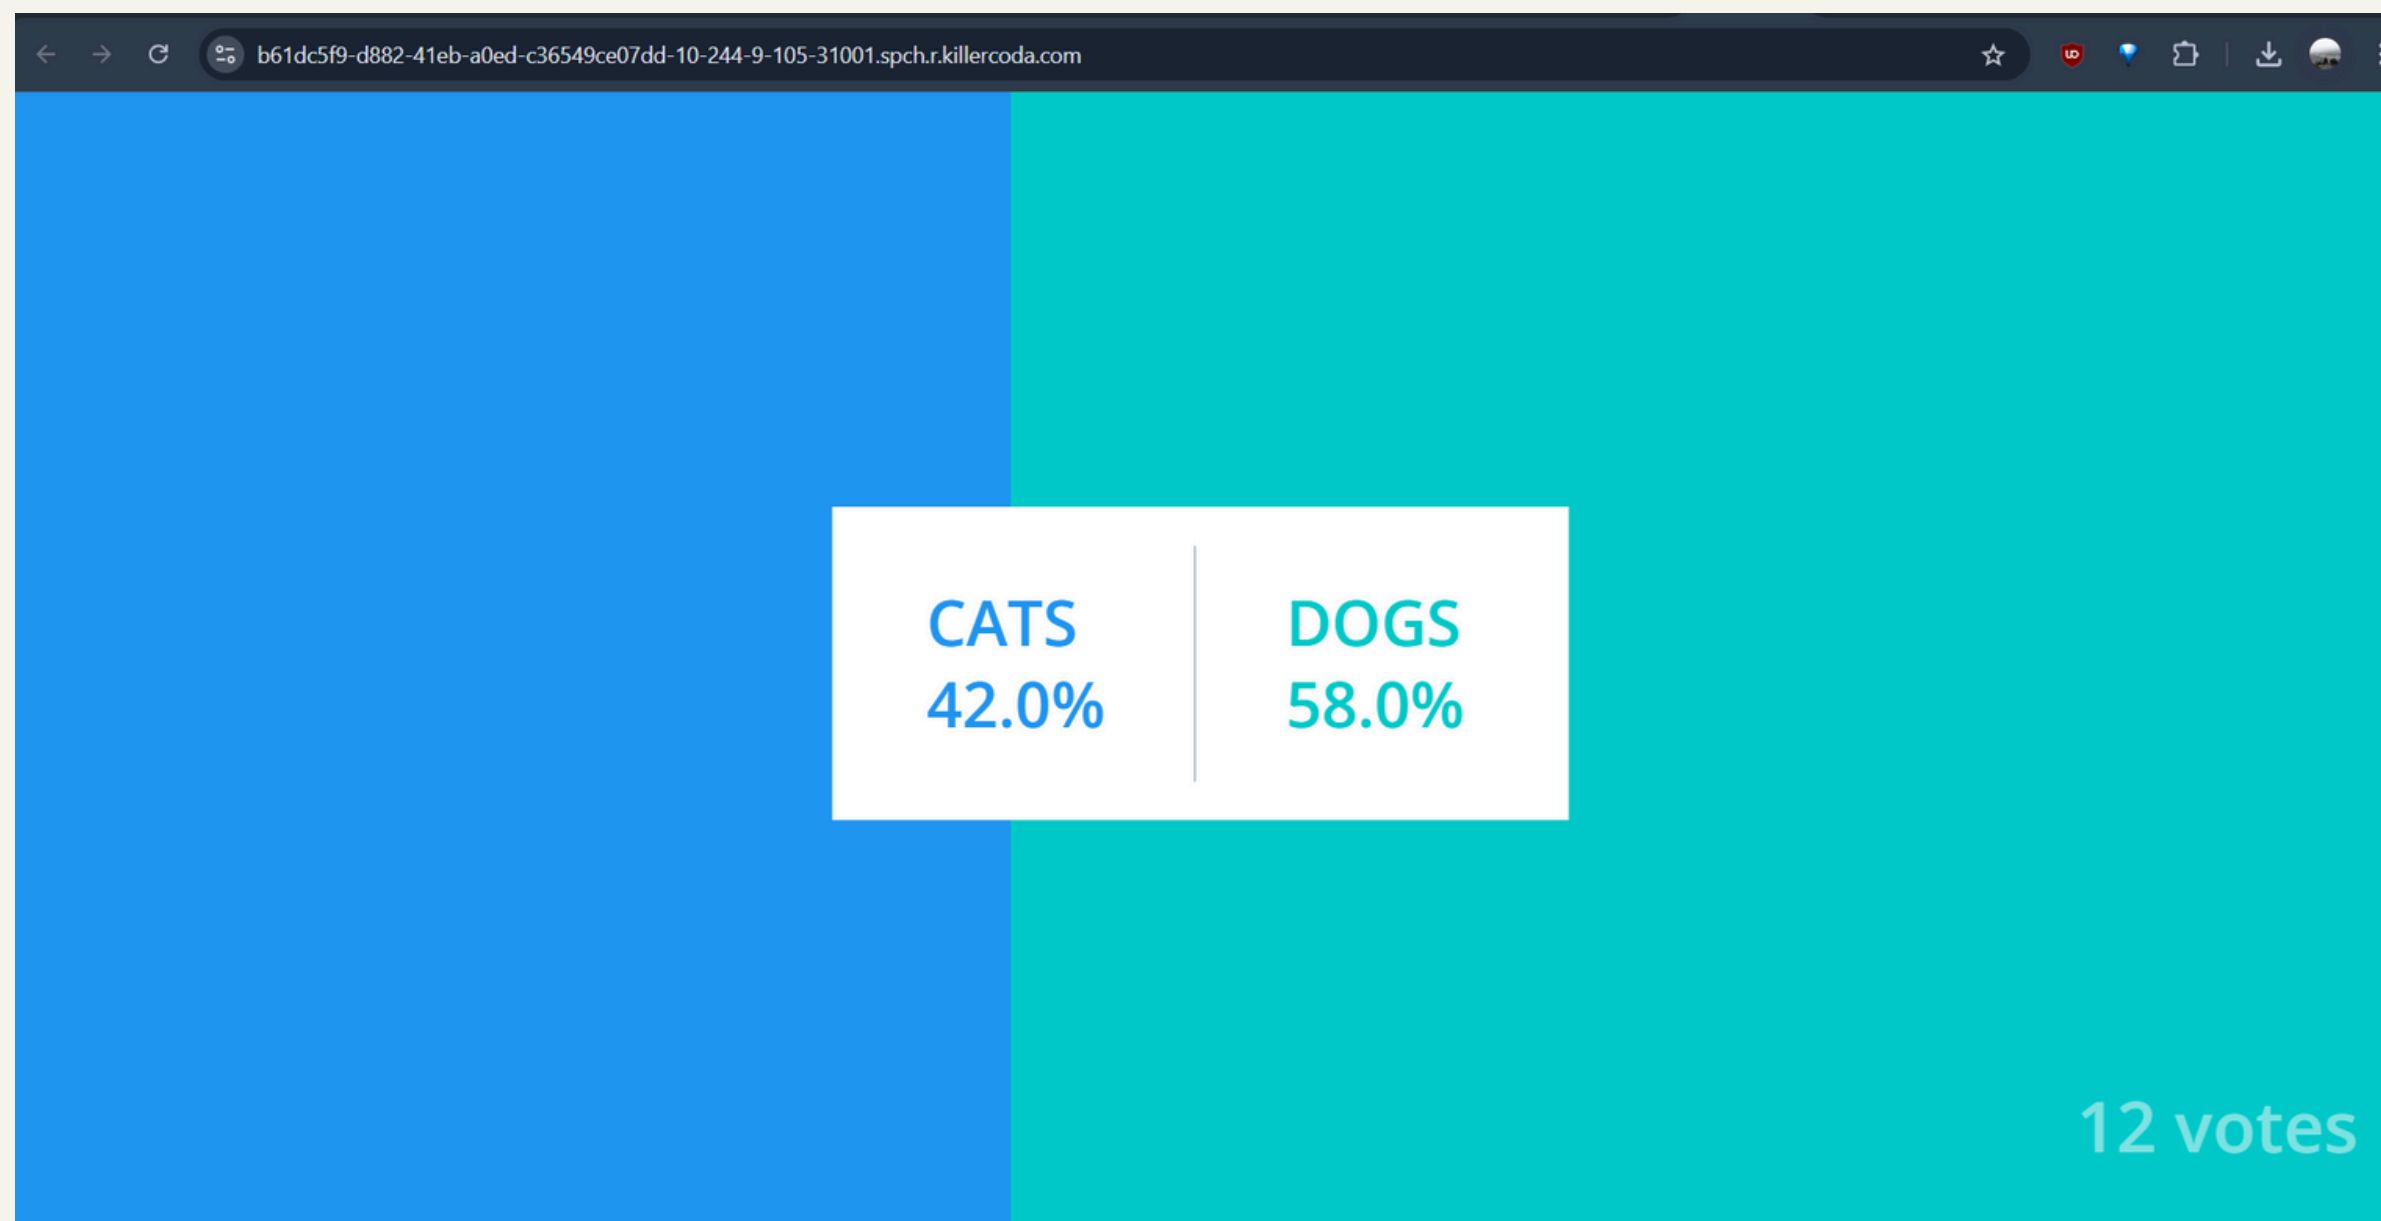 b61dc5f9-d882-41eb-a0ed-c36549ce07dd-10-244-9-105-31001.spch.r.killercoda.com
CATS
42.0%
DOGS
58.0%
12 votes